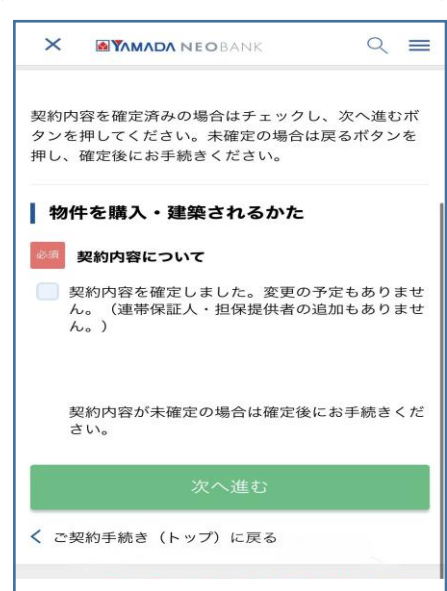 YAMADA NEOBANK
契約内容を確定済みの場合はチェックし、次へ進むボ
タンを押してください。未確定の場合は戻るボタンを
押し、確定後にお手続きください。
物件を購入・建築されるかた
必須 契約内容について
契約内容を確定しました。変更の予定もありませ
ん。（連帯保証人・担保提供者の追加もありませ
ん。）
契約内容が未確定の場合は確定後にお手続きくだ
さい。
次へ進む
ご契約手続き（トップ）に戻る